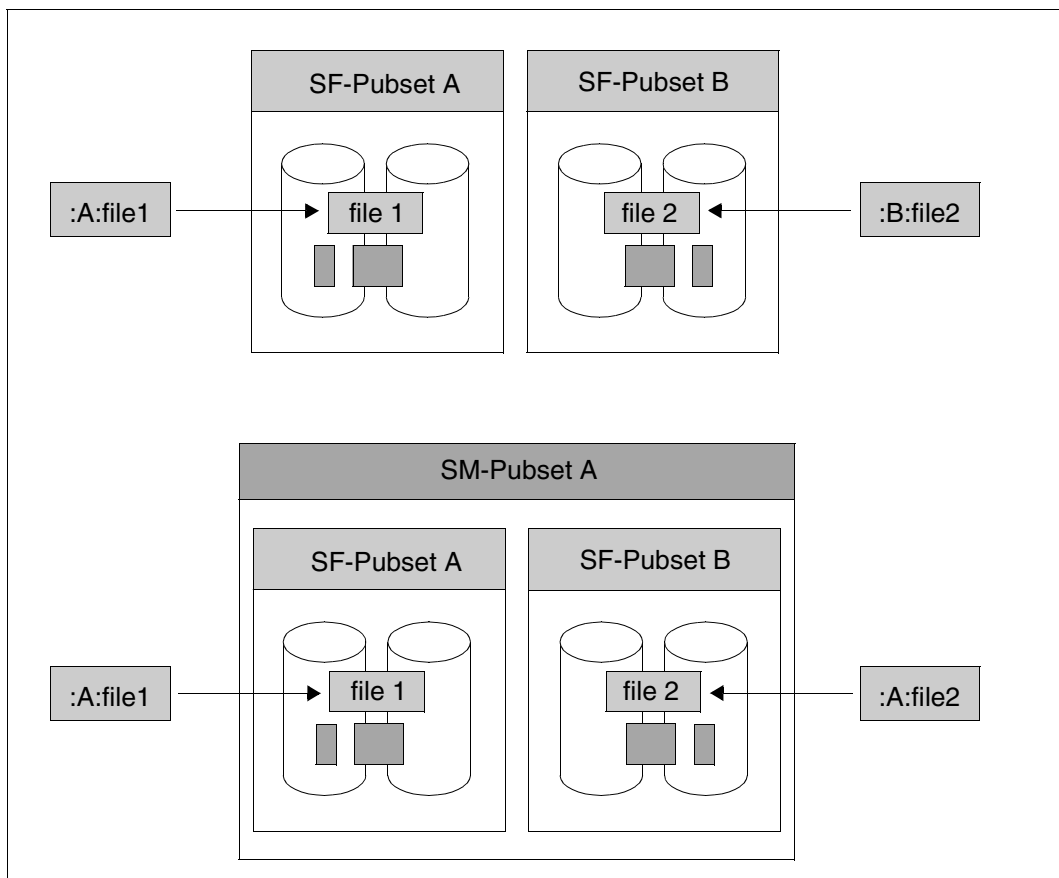 SF-Pubset A
SF-Pubset B
:A:file1
file 1
file 2
:B:file2
SM-Pubset A
SF-Pubset A
SF-Pubset B
:A:file1
file 1
file 2
:A:file2